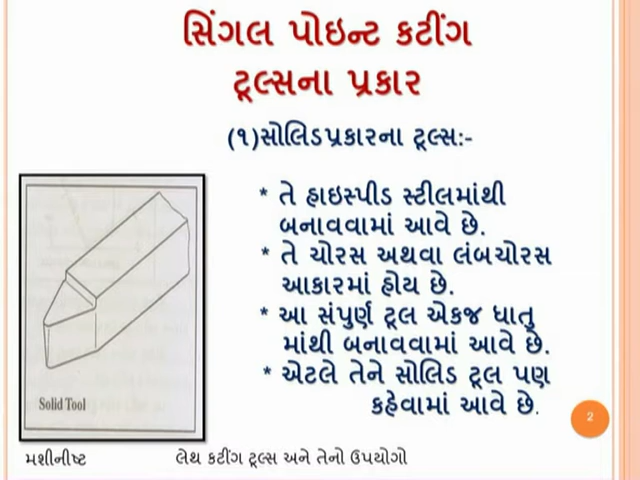 સિંગલ પોઇન્ટ કટીંગ
ટૂલ્સના પ્રકાર
(૧)સોલિડપ્રકારના ટૂલ્સઃ-
* તે હાઇસ્પીડ સ્ટીલમાંથી
બનાવવામાં આવે છે.
* તે ચોરસ અથવા લંબચોરસ
આકારમાં હોય છે.
* આ સંપુર્ણ ટૂલ એકજ ધાતુ
માંથી બનાવવામાં આવે છે.
* એટલે તેને સોલિડ ટૂલ પણ
કહેવામાં આવે છે.
Solid Tool
2
મશીનીષ્ટ
લેથ કટીંગ ટૂલ્સ અને તેનો ઉપયોગો